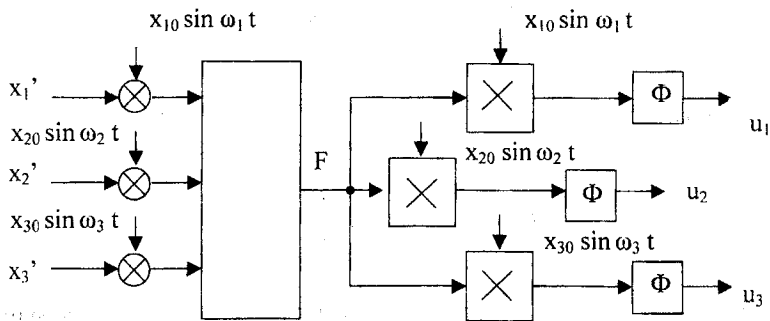 x₁₀ sin ω₁ t
x₁₀ sin ω₁ t
x₁'
Φ
u₁
x₂₀ sin ω₂ t
F
x₂₀ sin ω₂ t
x₂'
Φ
u₂
x₃₀ sin ω₃ t
x₃₀ sin ω₃ t
x₃'
Φ
u₃